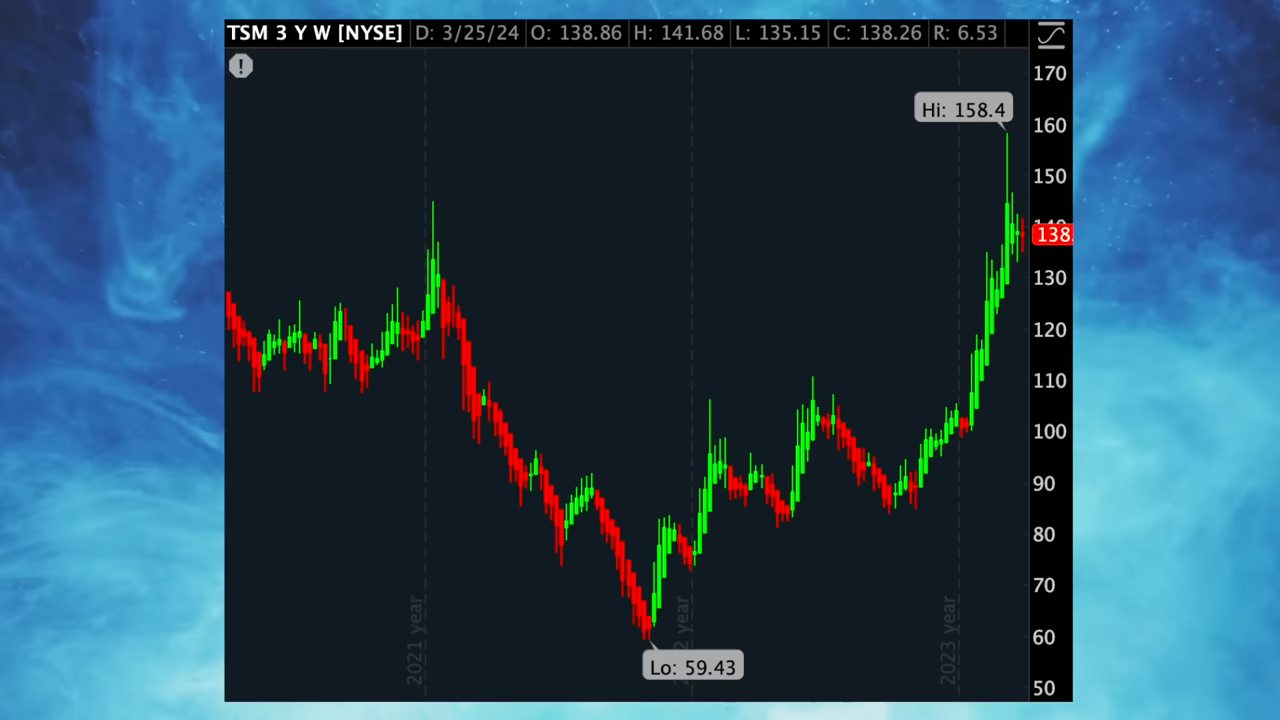 TSM 3 Y W [NYSE] D: 3/25/24 O: 138.86 H: 141.68 L: 135.15 C: 138.26 R: 6.53
!
170
Hi: 158.4
160
150
138.
130
120
110
100
90
80
70
2021 year
year
2023 year
60
Lo: 59.43
50